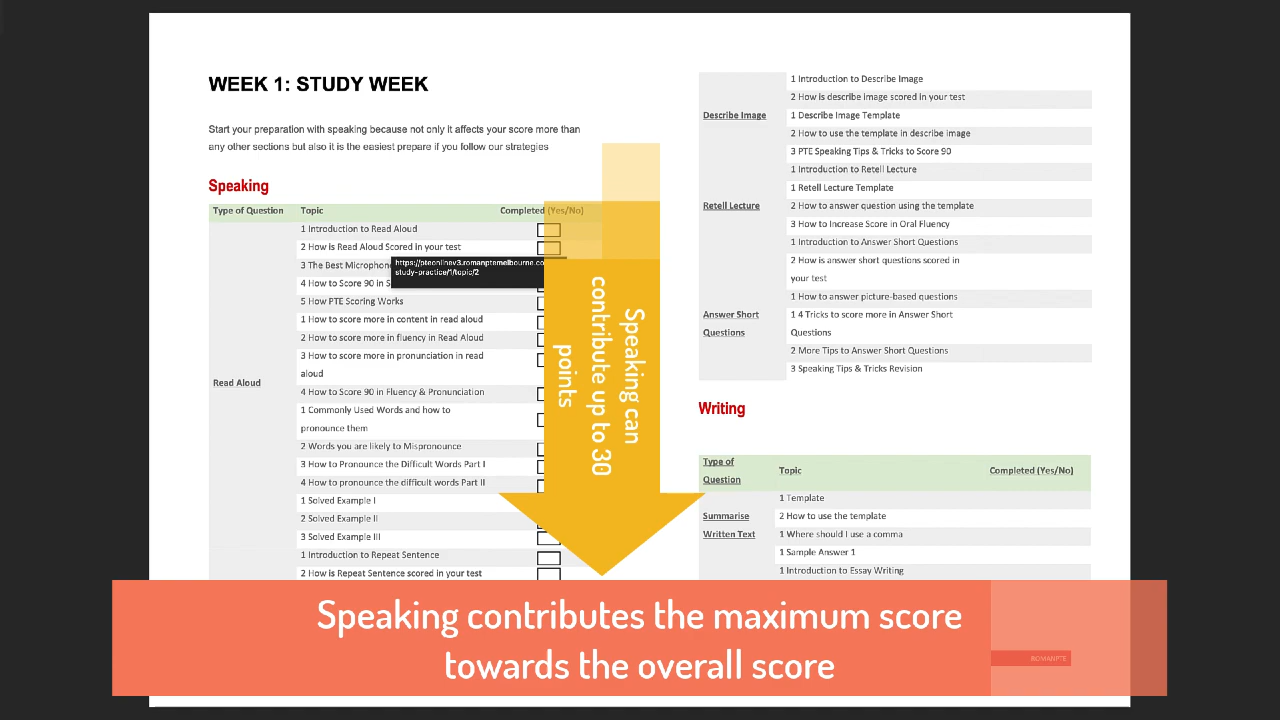 WEEK 1: STUDY WEEK
Start your preparation with speaking because not only it affects your score more than
any other sections but also it is the easiest prepare if you follow our strategies
Speaking
Type of Question Topic Completed (Yes/No)
1 Introduction to Read Aloud
2 How is Read Aloud Scored in your test
3 The Best Microphone
https://pteonlinev3.romanptemelbourne.co
study-practice/1/topic/2
4 How to Score 90 in S
5 How PTE Scoring Works
1 How to score more in content in read aloud
2 How to score more in fluency in Read Aloud
3 How to score more in pronunciation in read
aloud
Read Aloud
4 How to Score 90 in Fluency & Pronunciation
1 Commonly Used Words and how to
pronounce them
2 Words you are likely to Mispronounce
3 How to Pronounce the Difficult Words Part I
4 How to pronounce the difficult words Part II
1 Solved Example I
2 Solved Example II
3 Solved Example III
1 Introduction to Repeat Sentence
2 How is Repeat Sentence scored in your test
Speaking can
contribute up to 30
points
1 Introduction to Describe Image
2 How is describe image scored in your test
Describe Image 1 Describe Image Template
2 How to use the template in describe image
3 PTE Speaking Tips & Tricks to Score 90
1 Introduction to Retell Lecture
1 Retell Lecture Template
Retell Lecture 2 How to answer question using the template
3 How to Increase Score in Oral Fluency
1 Introduction to Answer Short Questions
2 How is answer short questions scored in
your test
1 How to answer picture-based questions
Answer Short 1 4 Tricks to score more in Answer Short
Questions Questions
2 More Tips to Answer Short Questions
3 Speaking Tips & Tricks Revision
Writing
Type of
Question Topic Completed (Yes/No)
1 Template
Summarise 2 How to use the template
Written Text 1 Where should I use a comma
1 Sample Answer 1
1 Introduction to Essay Writing
Speaking contributes the maximum score
towards the overall score
ROMANPTE